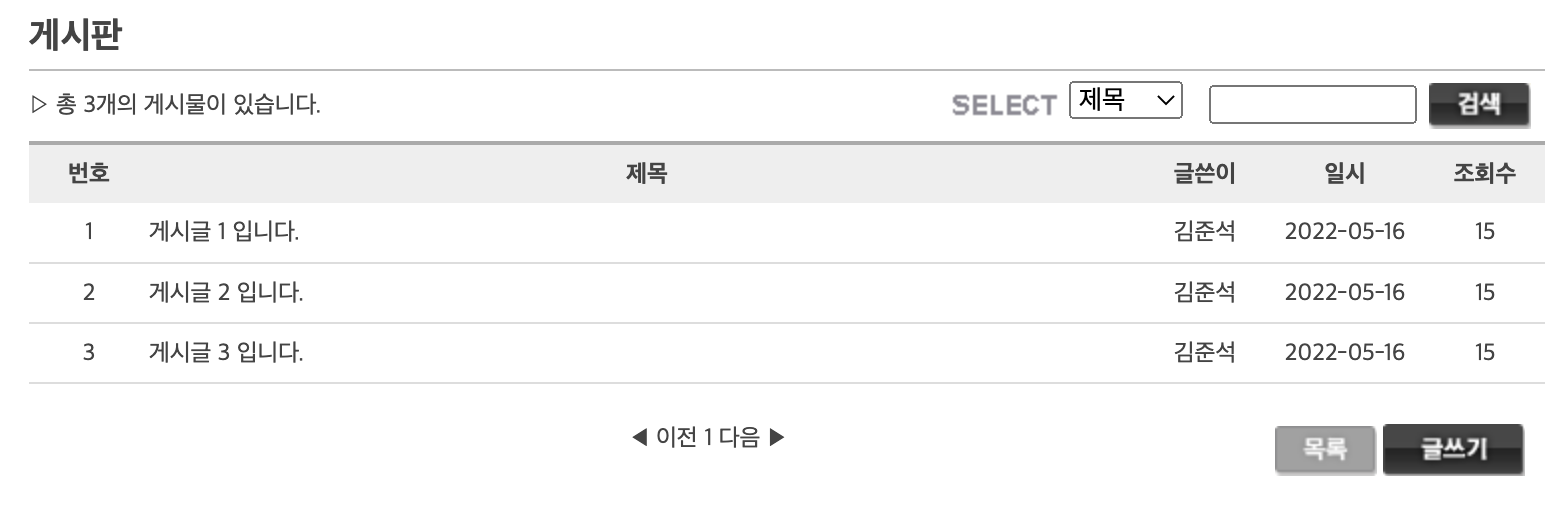 게시판
▷ 총 3개의 게시물이 있습니다. SELECT 제목 검색
번호 제목 글쓴이 일시 조회수
1 게시글 1 입니다. 김준석 2022-05-16 15
2 게시글 2 입니다. 김준석 2022-05-16 15
3 게시글 3 입니다. 김준석 2022-05-16 15
◀ 이전 1 다음 ▶ 목록 글쓰기